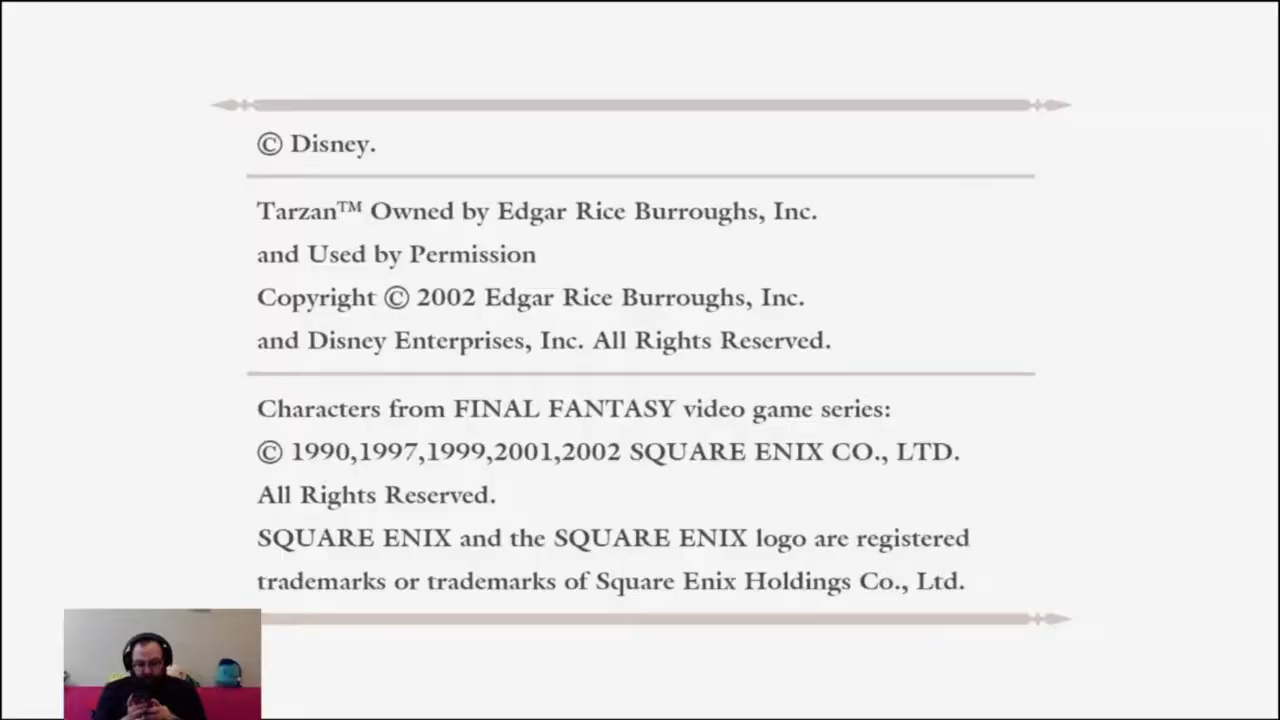 © Disney.
Tarzan™ Owned by Edgar Rice Burroughs, Inc.
and Used by Permission
Copyright © 2002 Edgar Rice Burroughs, Inc.
and Disney Enterprises, Inc. All Rights Reserved.
Characters from FINAL FANTASY video game series:
© 1990,1997,1999,2001,2002 SQUARE ENIX CO., LTD.
All Rights Reserved.
SQUARE ENIX and the SQUARE ENIX logo are registered
trademarks or trademarks of Square Enix Holdings Co., Ltd.